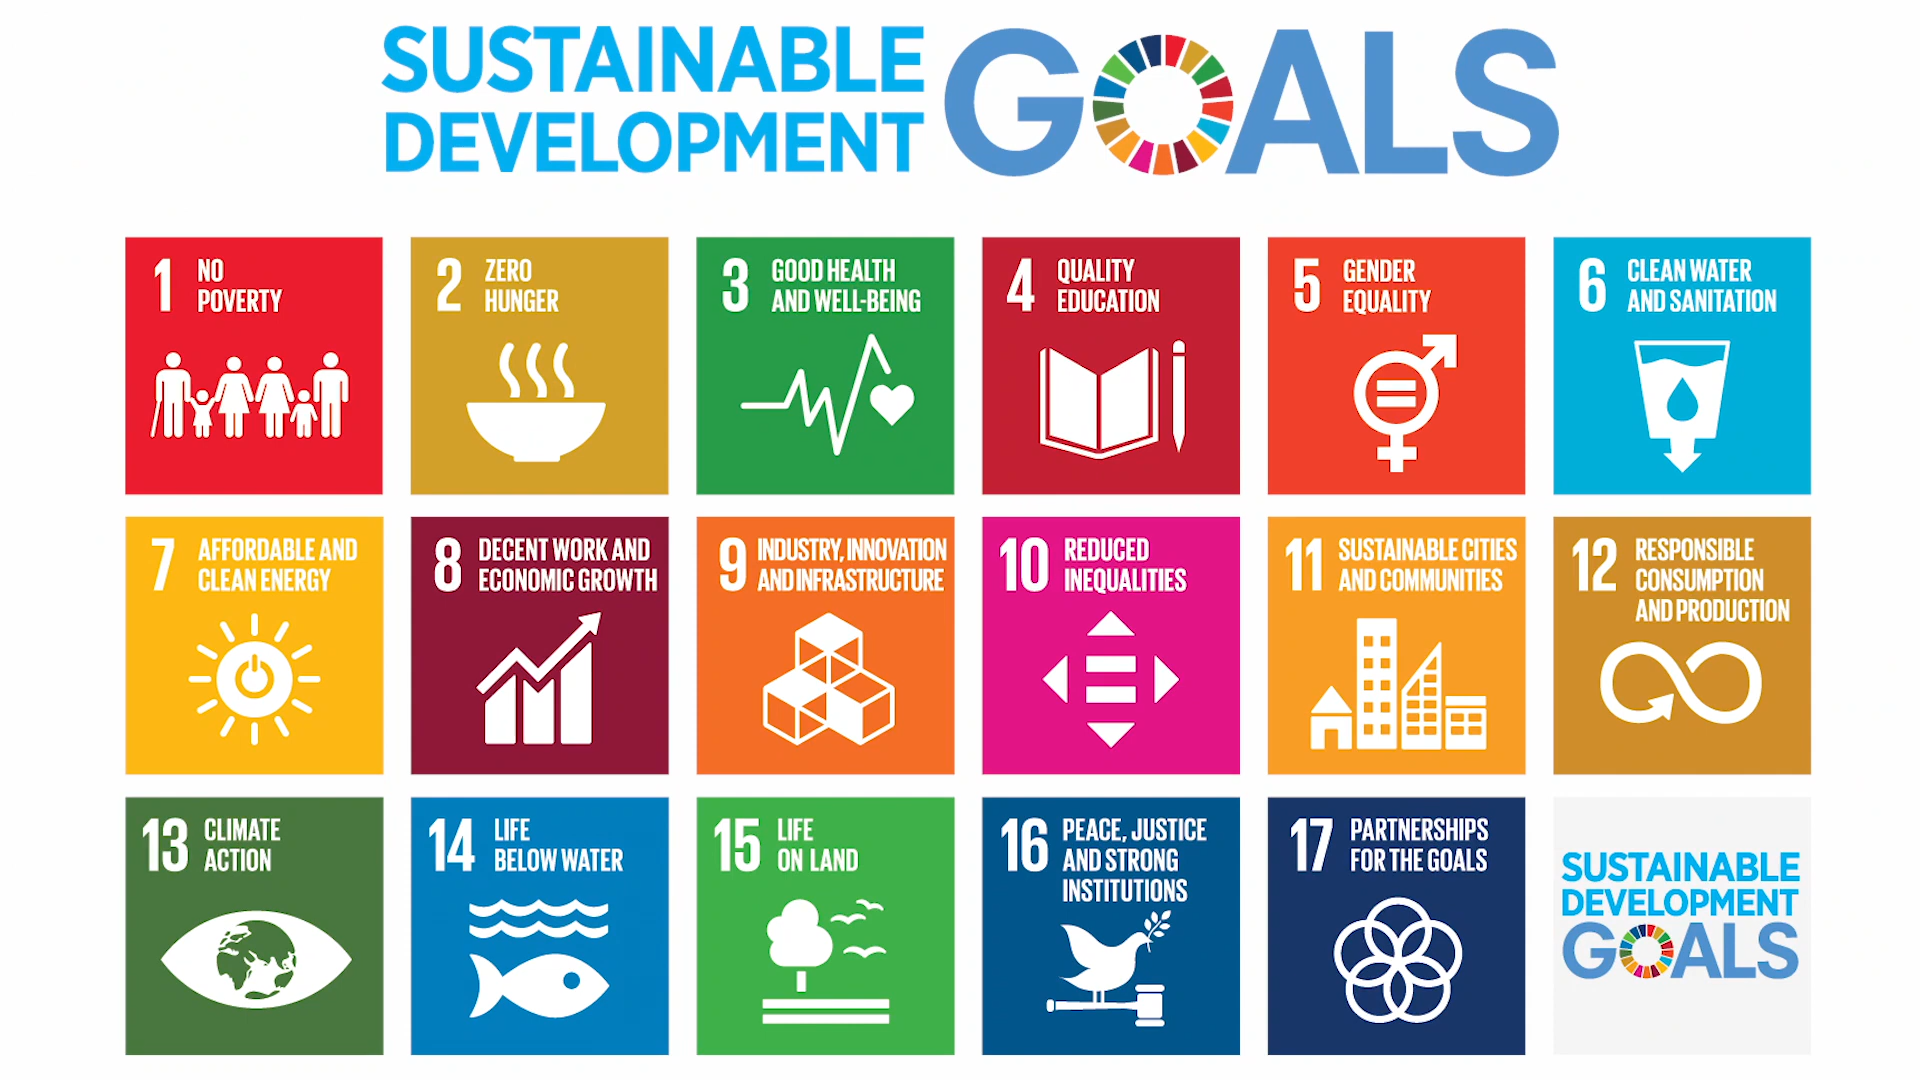 SUSTAINABLE
DEVELOPMENT
GOALS
1 NO
POVERTY
2 ZERO
HUNGER
3 GOOD HEALTH
AND WELL-BEING
4 QUALITY
EDUCATION
5 GENDER
EQUALITY
6 CLEAN WATER
AND SANITATION
7 AFFORDABLE AND
CLEAN ENERGY
8 DECENT WORK AND
ECONOMIC GROWTH
9 INDUSTRY, INNOVATION
AND INFRASTRUCTURE
10 REDUCED
INEQUALITIES
11 SUSTAINABLE CITIES
AND COMMUNITIES
12 RESPONSIBLE
CONSUMPTION
AND PRODUCTION
13 CLIMATE
ACTION
14 LIFE
BELOW WATER
15 LIFE
ON LAND
16 PEACE, JUSTICE
AND STRONG
INSTITUTIONS
17 PARTNERSHIPS
FOR THE GOALS
SUSTAINABLE
DEVELOPMENT
GOALS